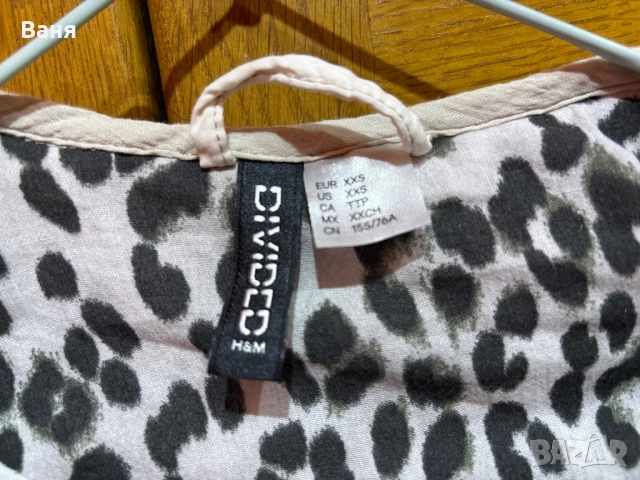 Ваня
DIVIDED
H&M
EUR XXS
US XXS
CA TTP
MX XXCH
CN 155/76A
BAZAR